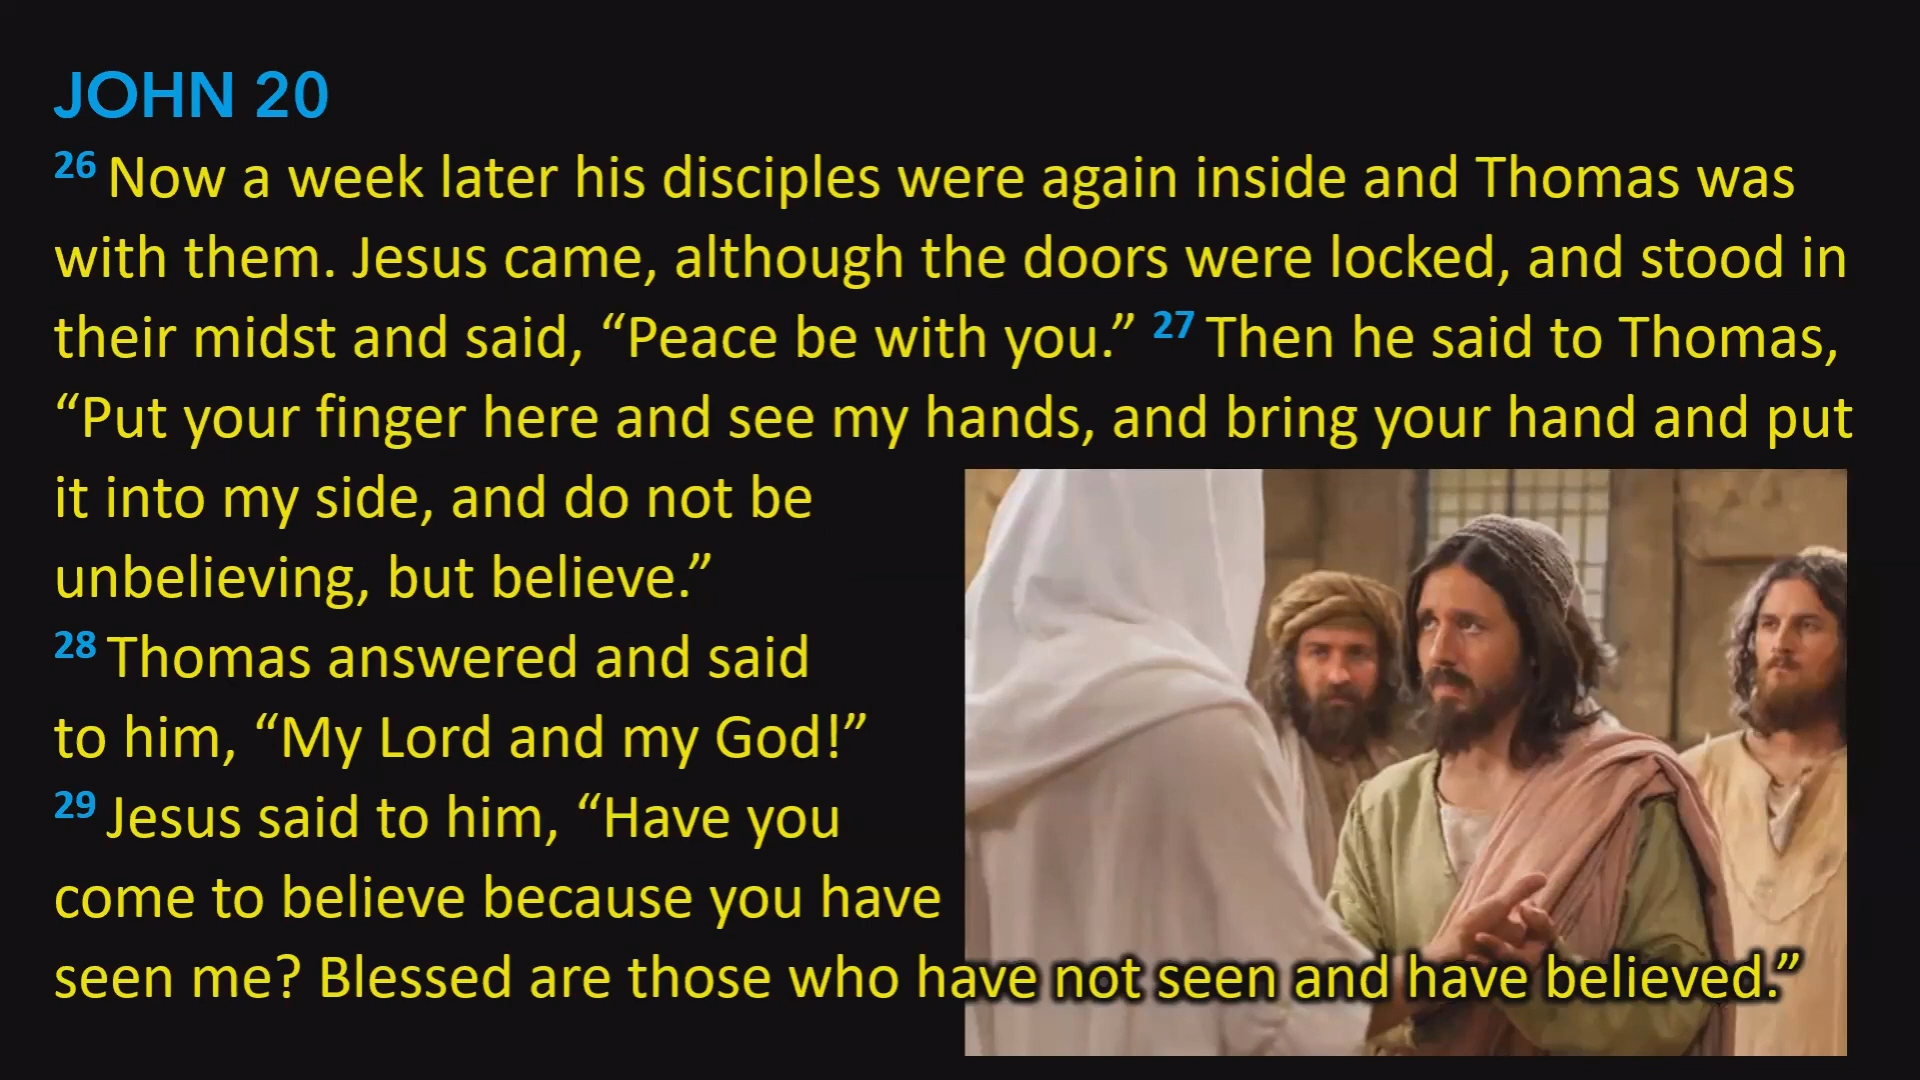 JOHN 20
26 Now a week later his disciples were again inside and Thomas was
with them. Jesus came, although the doors were locked, and stood in
their midst and said, “Peace be with you.” 27 Then he said to Thomas,
“Put your finger here and see my hands, and bring your hand and put
it into my side, and do not be
unbelieving, but believe.”
28 Thomas answered and said
to him, “My Lord and my God!”
29 Jesus said to him, “Have you
come to believe because you have
seen me? Blessed are those who have not seen and have believed.”